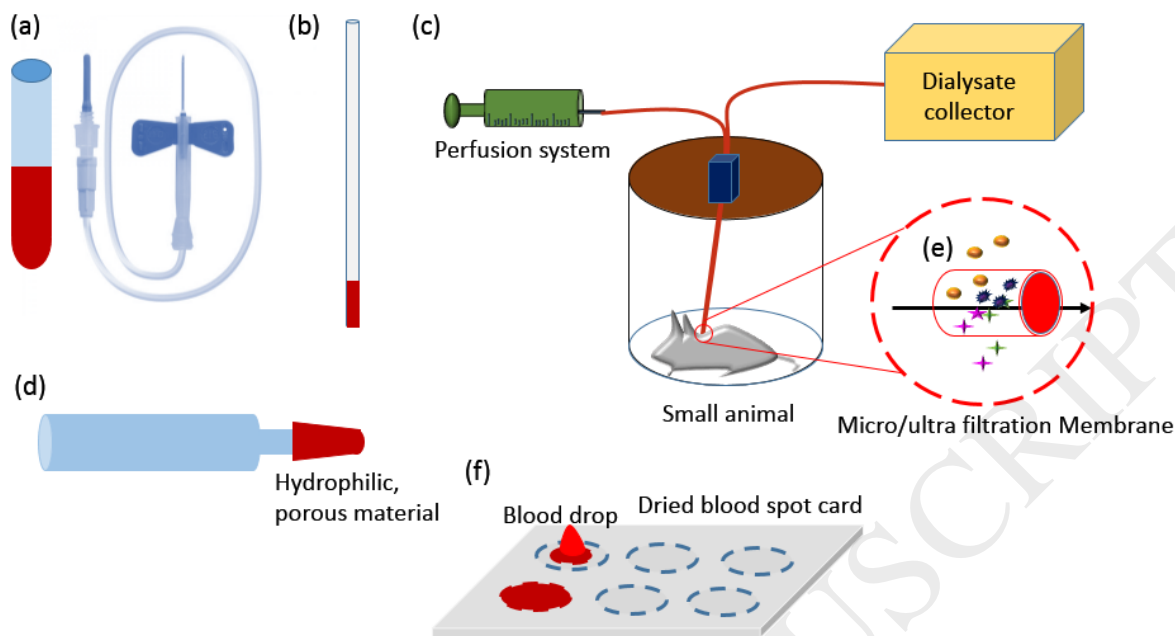 (a)
(b)
(c)
Dialysate
collector
Perfusion system
(e)
(d)
Small animal
Micro/ultra filtration Membrane
Hydrophilic,
porous material
(f)
Blood drop
Dried blood spot card
USCRIPT